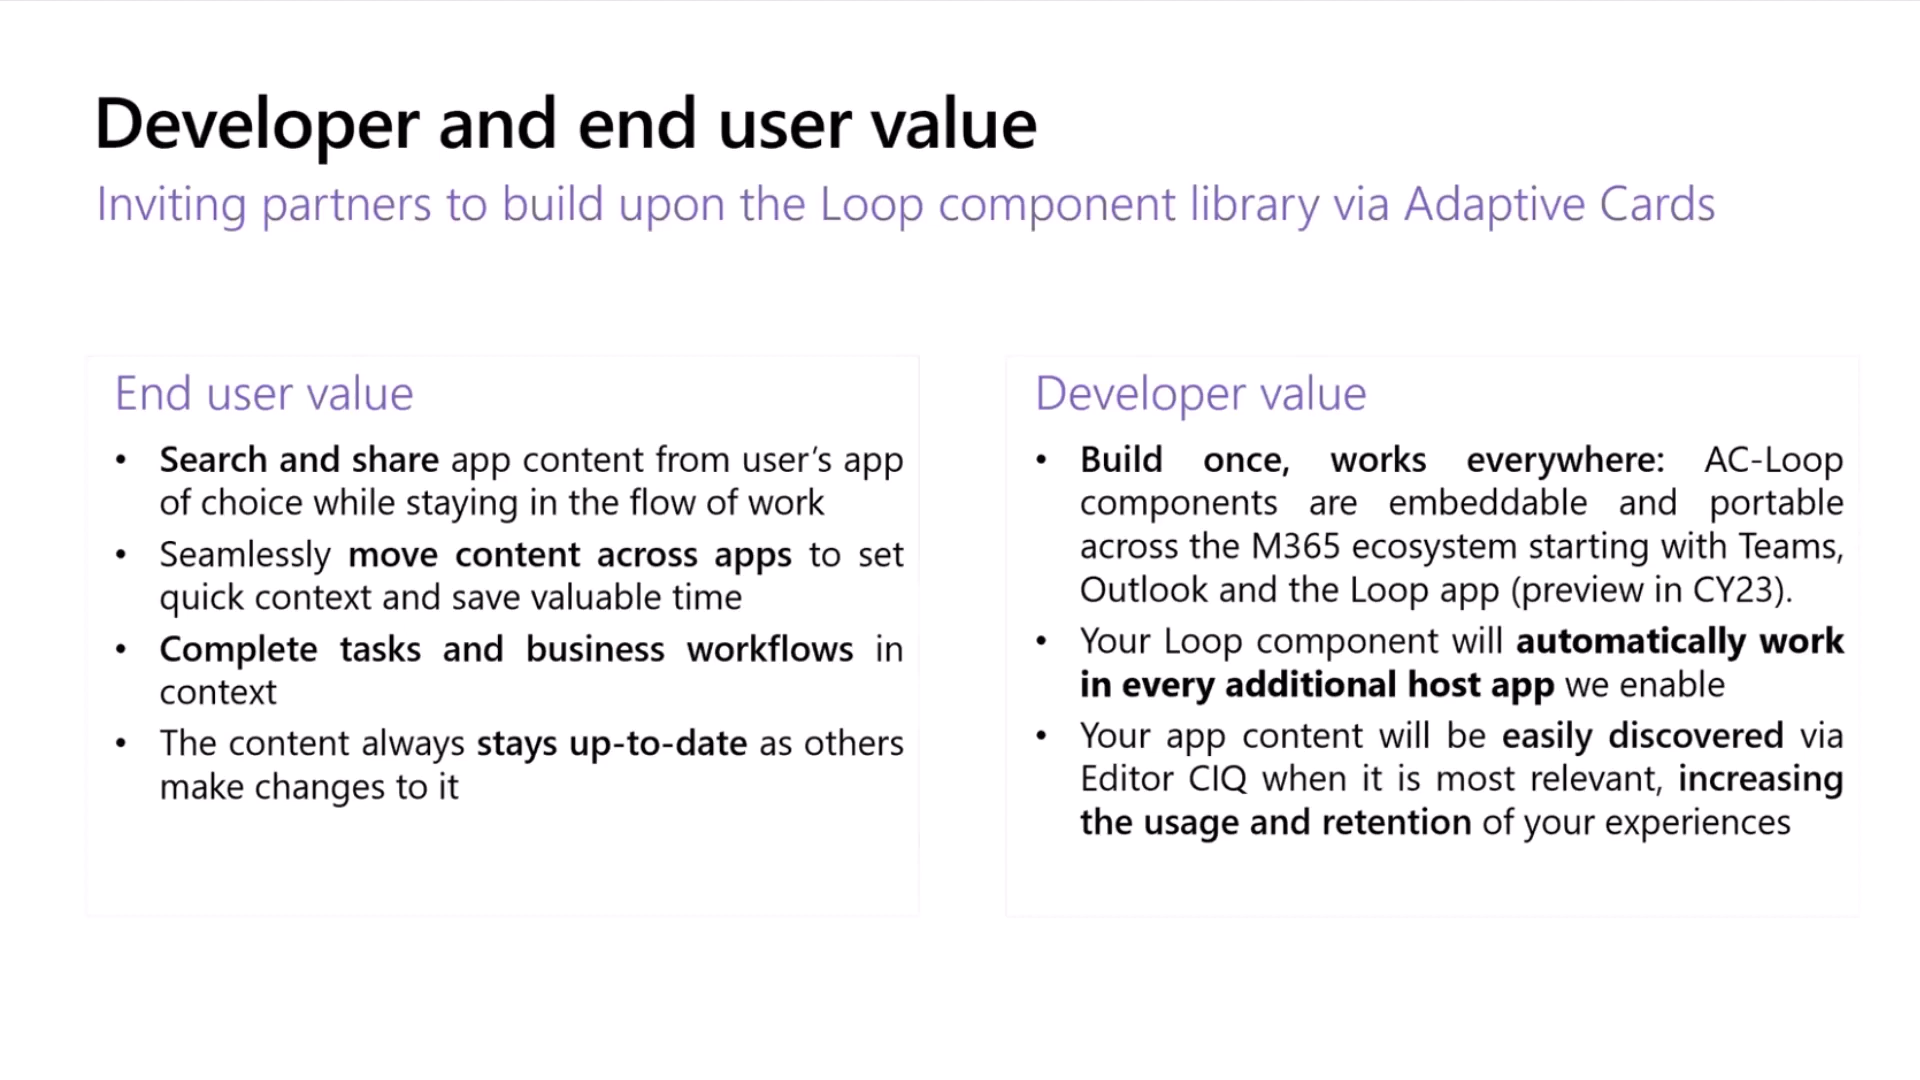 Developer and end user value
Inviting partners to build upon the Loop component library via Adaptive Cards
End user value
• Search and share app content from user’s app
of choice while staying in the flow of work
• Seamlessly move content across apps to set
quick context and save valuable time
• Complete tasks and business workflows in
context
• The content always stays up-to-date as others
make changes to it
Developer value
• Build once, works everywhere: AC-Loop
components are embeddable and portable
across the M365 ecosystem starting with Teams,
Outlook and the Loop app (preview in CY23).
• Your Loop component will automatically work
in every additional host app we enable
• Your app content will be easily discovered via
Editor CIQ when it is most relevant, increasing
the usage and retention of your experiences